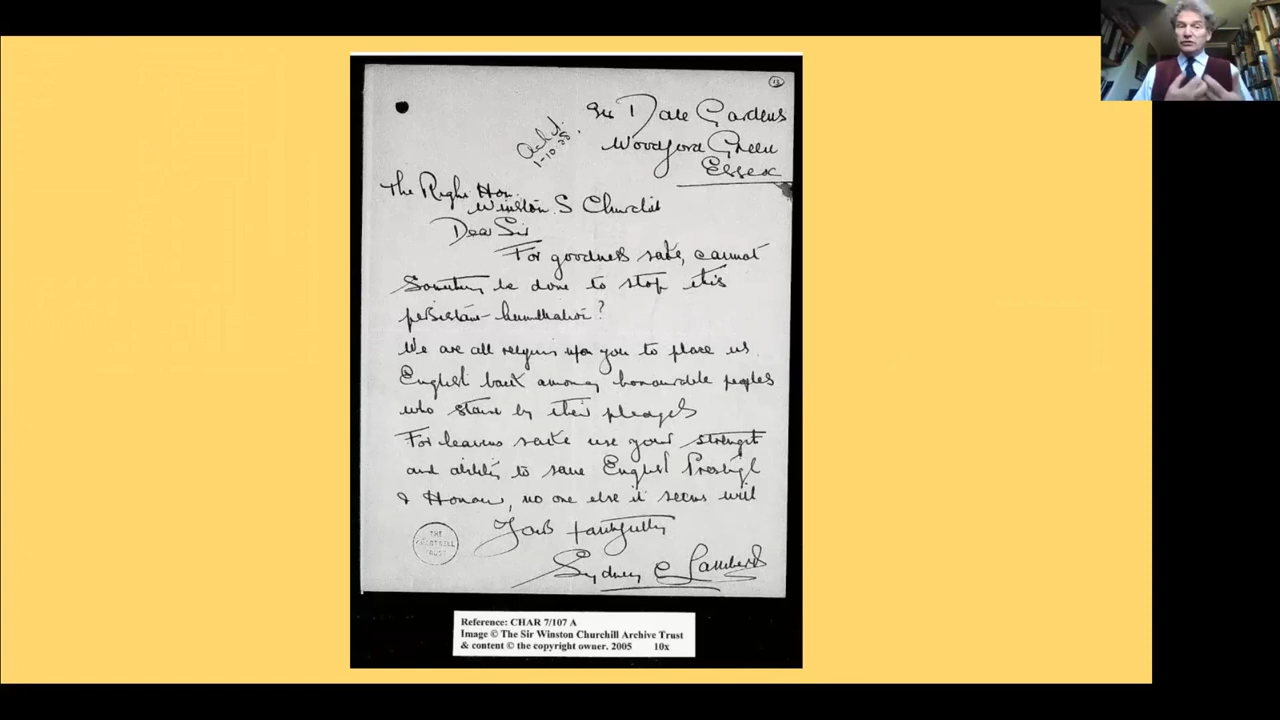 13
Ackd.
1-10-38.
Dale Gardens
Woodford Green
Essex
The Right Hon.
Winston S Churchill
Dear Sir
For goodness sake, cannot
Something be done to stop this
persistant humiliation?
We are all relying upon you to place us
English back among honourable peoples
who stand by their pledges
For heavens sake use your strength
and ability to save English Prestige
& Honour, no one else it seems will
Yours faithfully
Sydney C Lambert
THE
CHARTWELL
TRUST
Reference: CHAR 7/107 A
Image © The Sir Winston Churchill Archive Trust
& content © the copyright owner. 2005 10x